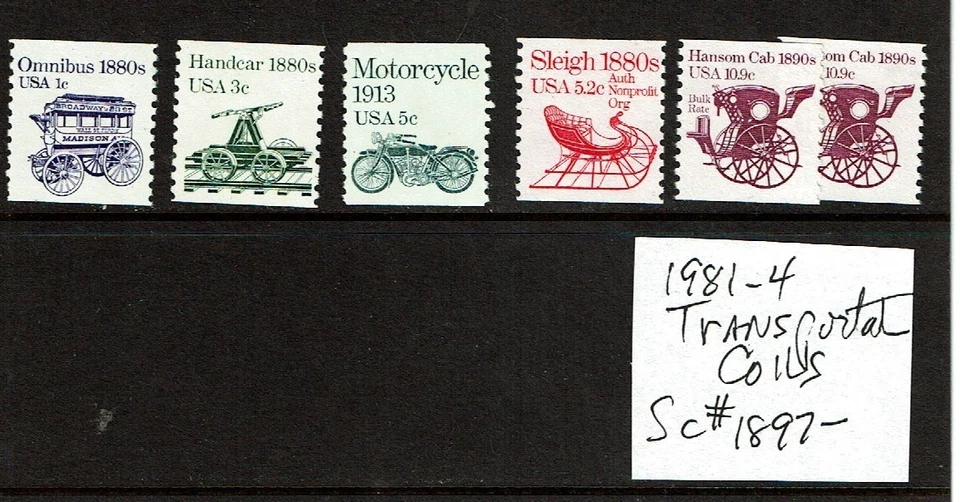 Omnibus 1880s
USA 1c
BROADWAY
MADISON A
Handcar 1880s
USA 3c
Motorcycle
1913
USA 5c
Sleigh 1880s
USA 5.2c
Auth
Nonprofit
Org
Hansom Cab 1890s
USA 10.9c
Bulk
Rate
om Cab 1890s
10.9c
1981-4
TRANSportat
Coils
Sc# 1897-